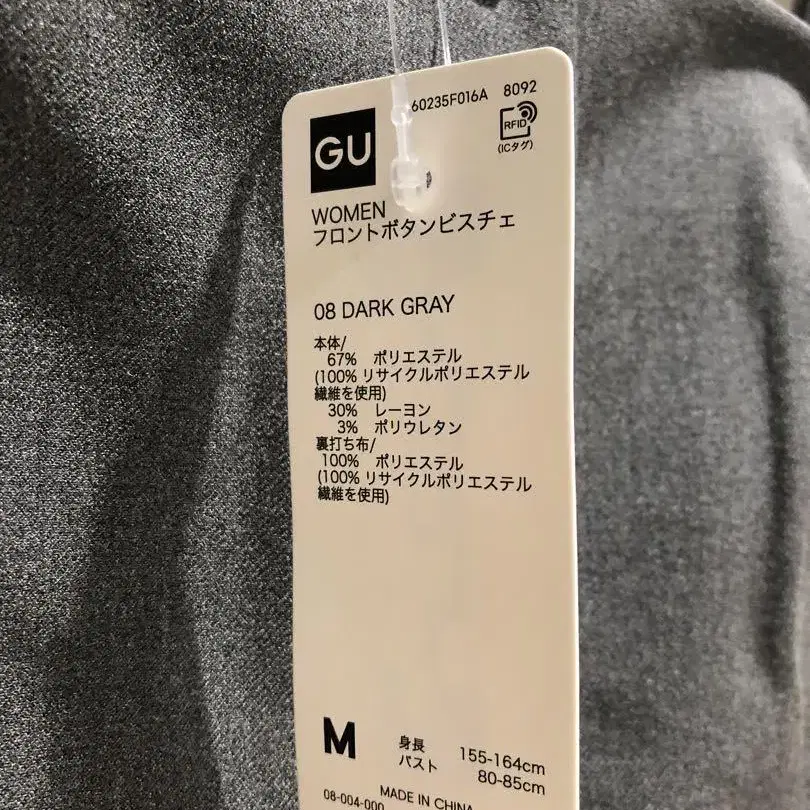 60235F016A 8092
GU
RFID
(ICタグ)
WOMEN
フロントボタンビスチェ
08 DARK GRAY
本体/
67% ポリエステル
(100% リサイクルポリエステル
繊維を使用)
30% レーヨン
3% ポリウレタン
裏打ち布/
100% ポリエステル
(100% リサイクルポリエステル
繊維を使用)
M
身長 155-164cm
バスト 80-85cm
08-004-000
MADE IN CHINA